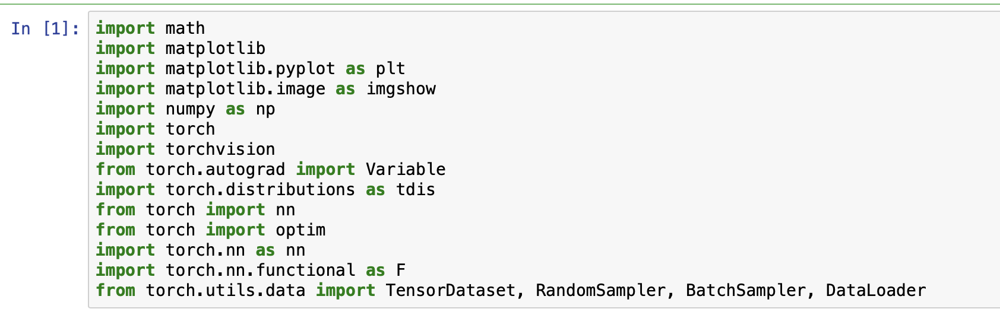 In [1]:
import math
import matplotlib
import matplotlib.pyplot as plt
import matplotlib.image as imgshow
import numpy as np
import torch
import torchvision
from torch.autograd import Variable
import torch.distributions as tdis
from torch import nn
from torch import optim
import torch.nn as nn
import torch.nn.functional as F
from torch.utils.data import TensorDataset, RandomSampler, BatchSampler, DataLoader